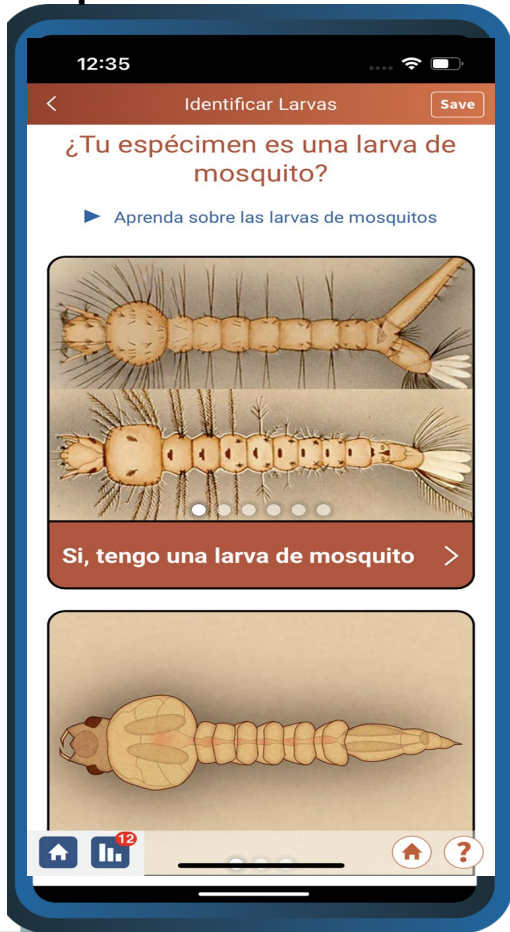 12:35
Identificar Larvas
Save
¿Tu espécimen es una larva de
mosquito?
Aprenda sobre las larvas de mosquitos
Si, tengo una larva de mosquito
12
?